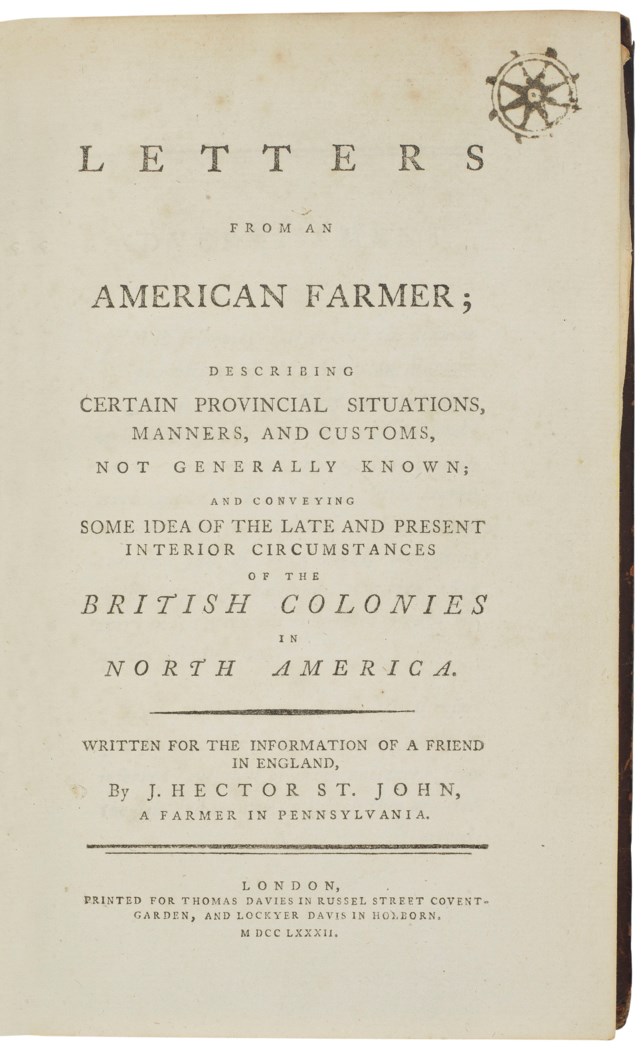 LETTERS
FROM AN
AMERICAN FARMER;
DESCRIBING
CERTAIN PROVINCIAL SITUATIONS,
MANNERS, AND CUSTOMS,
NOT GENERALLY KNOWN;
AND CONVEYING
SOME IDEA OF THE LATE AND PRESENT
INTERIOR CIRCUMSTANCES
OF THE
BRITISH COLONIES
IN
NORTH AMERICA.
WRITTEN FOR THE INFORMATION OF A FRIEND
IN ENGLAND,
By J. HECTOR ST. JOHN,
A FARMER IN PENNSYLVANIA.
LONDON,
PRINTED FOR THOMAS DAVIES IN RUSSEL STREET COVENT-
GARDEN, AND LOCKYER DAVIS IN HOLBORN.
M DCC LXXXII.